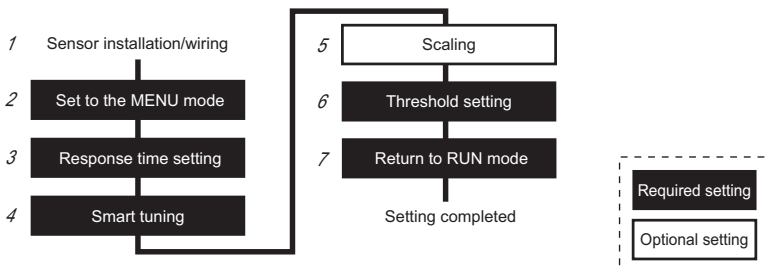 1 Sensor installation/wiring
2 Set to the MENU mode
3 Response time setting
4 Smart tuning
5 Scaling
6 Threshold setting
7 Return to RUN mode
Setting completed
Required setting
Optional setting